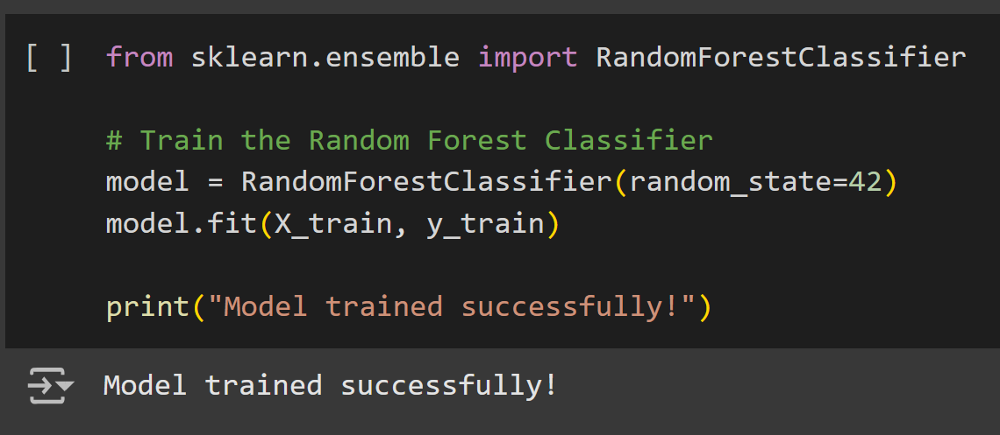 [ ] from sklearn.ensemble import RandomForestClassifier
# Train the Random Forest Classifier
model = RandomForestClassifier(random_state=42)
model.fit(X_train, y_train)
print("Model trained successfully!")
Model trained successfully!